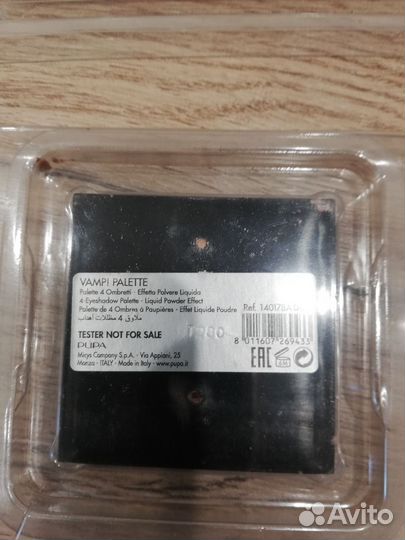 VAMP! PALETTE
Palette 4 Ombretti - Effetto Polvere Liquida
4 Eyeshadow Palette - Liquid Powder Effect
Palette de 4 Ombres à Paupières - Effet Liquide Poudre
Ref. 140178A
TESTER NOT FOR SALE
PUPA
Micys Company S.p.A. - Via Appiani, 25
Monza - ITALY - Made in Italy - www.pupa.it
8 011607 269433
EAC
Avito